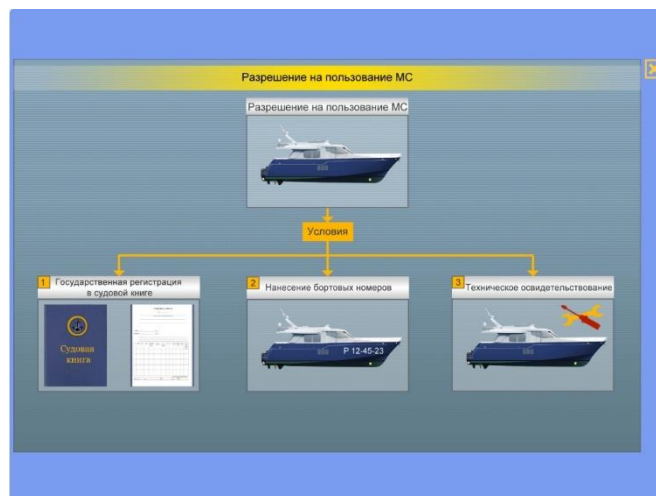 Разрешение на пользование МС
Разрешение на пользование МС
Условия
1
Государственная регистрация
в судовой книге
2
Нанесение бортовых номеров
3
Техническое освидетельствование
Судовая
книга
Р 12-45-23